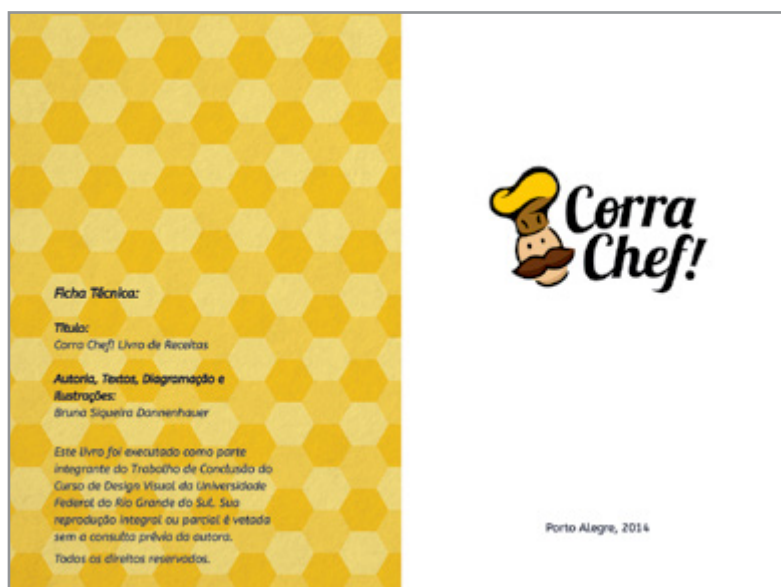 Ficha Técnica:
Título:
Corra Chef! Livro de Receitas
Autoria, Textos, Diagramação e
Ilustrações:
Bruna Siqueira Dannenhauer
Este livro foi executado como parte
integrante do Trabalho de Conclusão do
Curso de Design Visual da Universidade
Federal do Rio Grande do Sul. Sua
reprodução integral ou parcial é vetada
sem a consulta prévia da autora.
Todos os direitos reservados.
Corra
Chef!
Porto Alegre, 2014